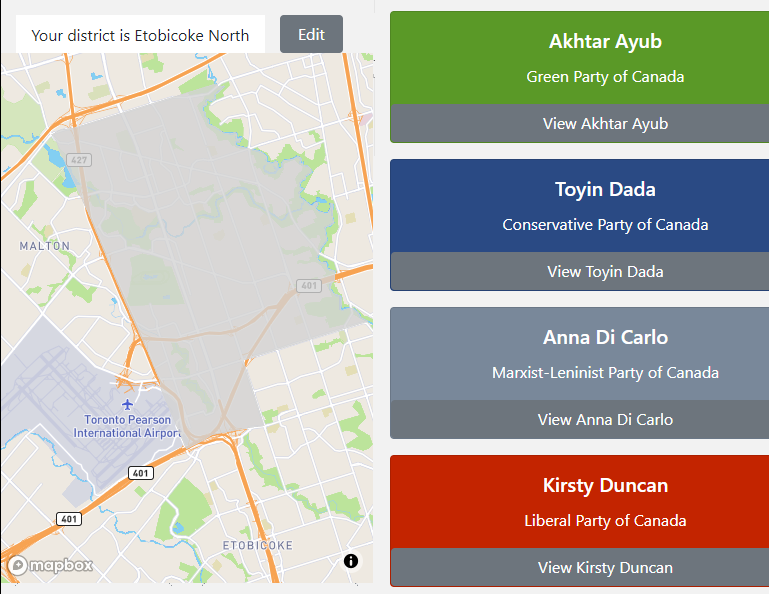 Your district is Etobicoke North
Edit
427
MALTON
401
Toronto Pearson
International Airport
401
401
ETOBICOKE
mapbox
Akhtar Ayub
Green Party of Canada
View Akhtar Ayub
Toyin Dada
Conservative Party of Canada
View Toyin Dada
Anna Di Carlo
Marxist-Leninist Party of Canada
View Anna Di Carlo
Kirsty Duncan
Liberal Party of Canada
View Kirsty Duncan